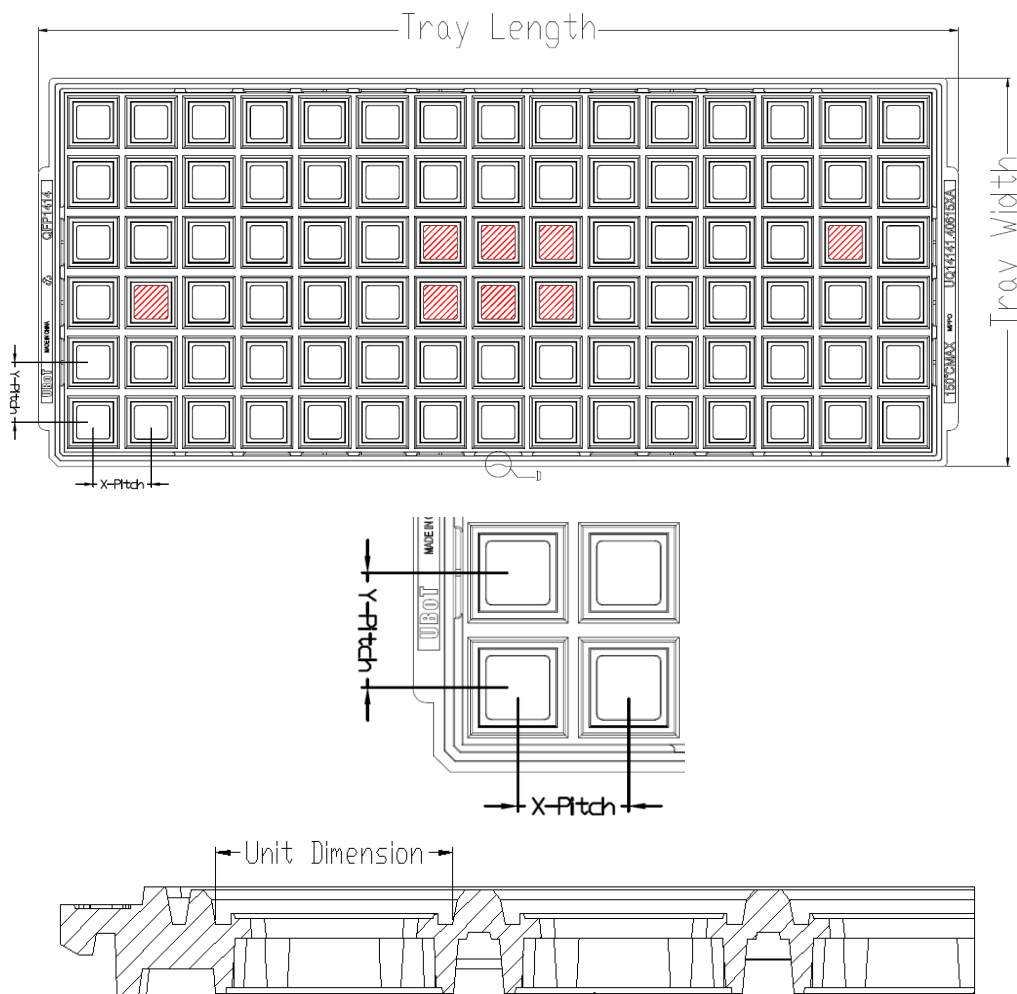 Tray Length
QFP1414
MADE IN CHINA
UBoT
UQ14141.40615XA
MPPO
150°CMAX
Tray Width
Y-Pitch
X-Pitch
D
MADE IN C
UBoT
Y-Pitch
X-Pitch
Unit Dimension